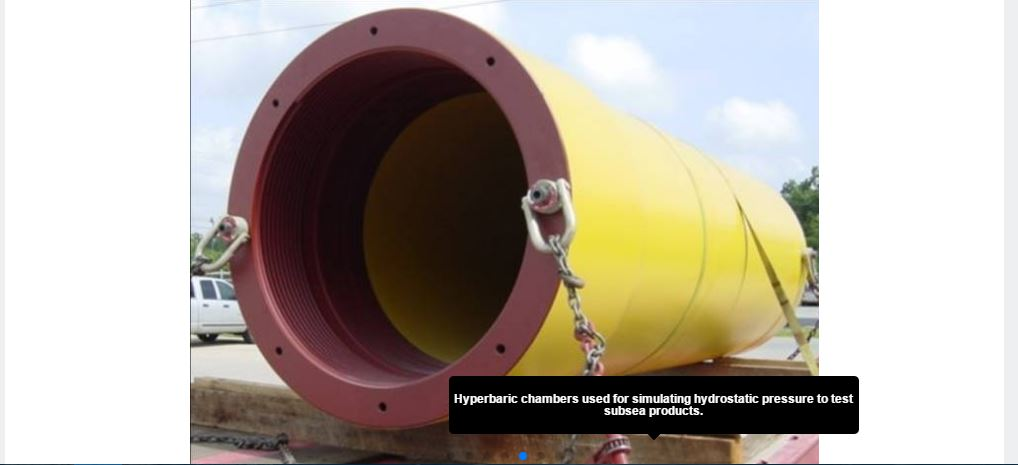 Hyperbaric chambers used for simulating hydrostatic pressure to test
subsea products.